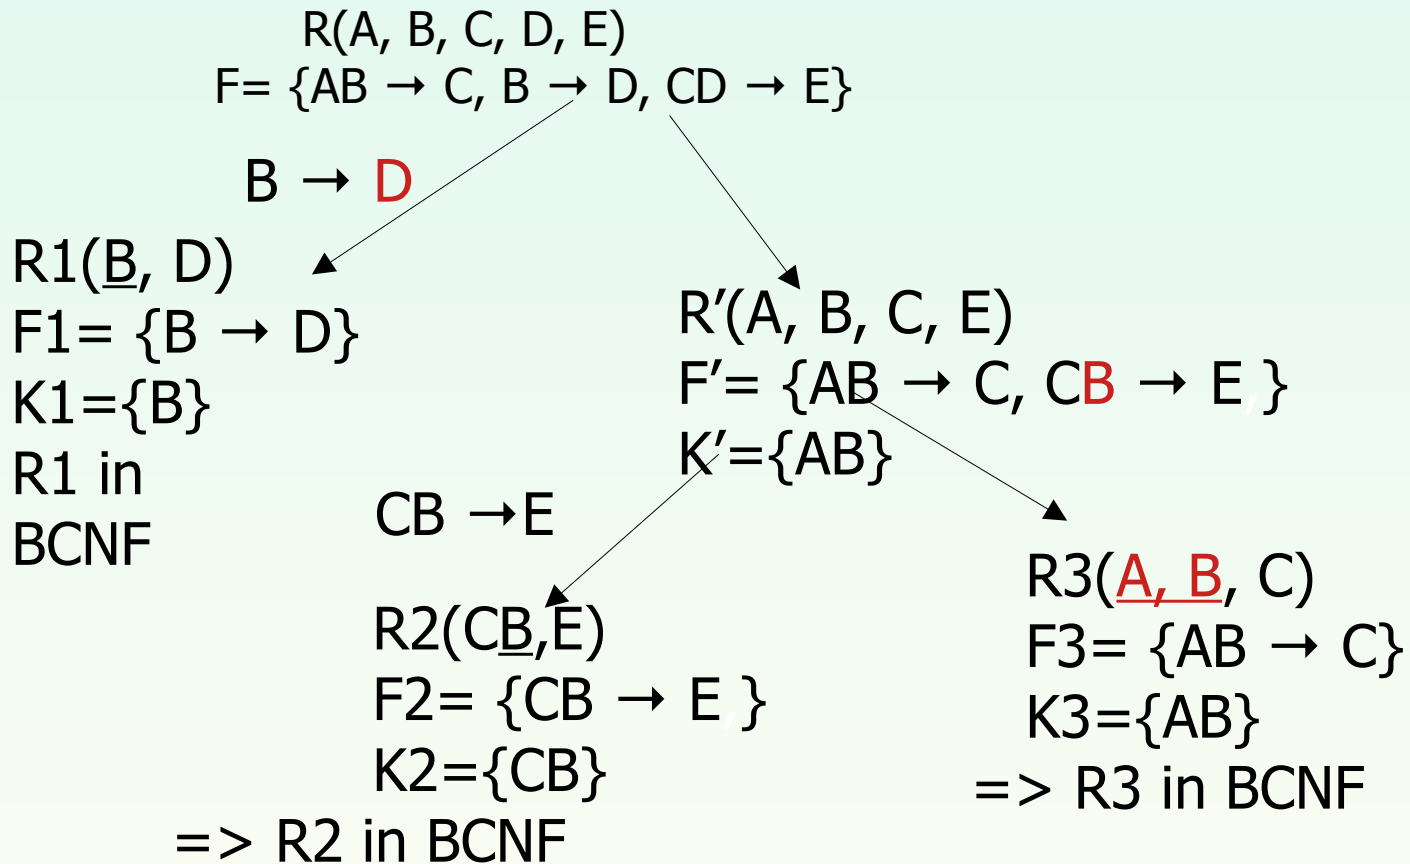 R(A, B, C, D, E)
F= {AB → C, B → D, CD → E}
B → D
R1(B, D)
F1= {B → D}
K1={B}
R1 in
BCNF
R’(A, B, C, E)
F’= {AB → C, CB → E,}
K’={AB}
CB →E
R2(CB,E)
F2= {CB → E,}
K2={CB}
=> R2 in BCNF
R3(A, B, C)
F3= {AB → C}
K3={AB}
=> R3 in BCNF